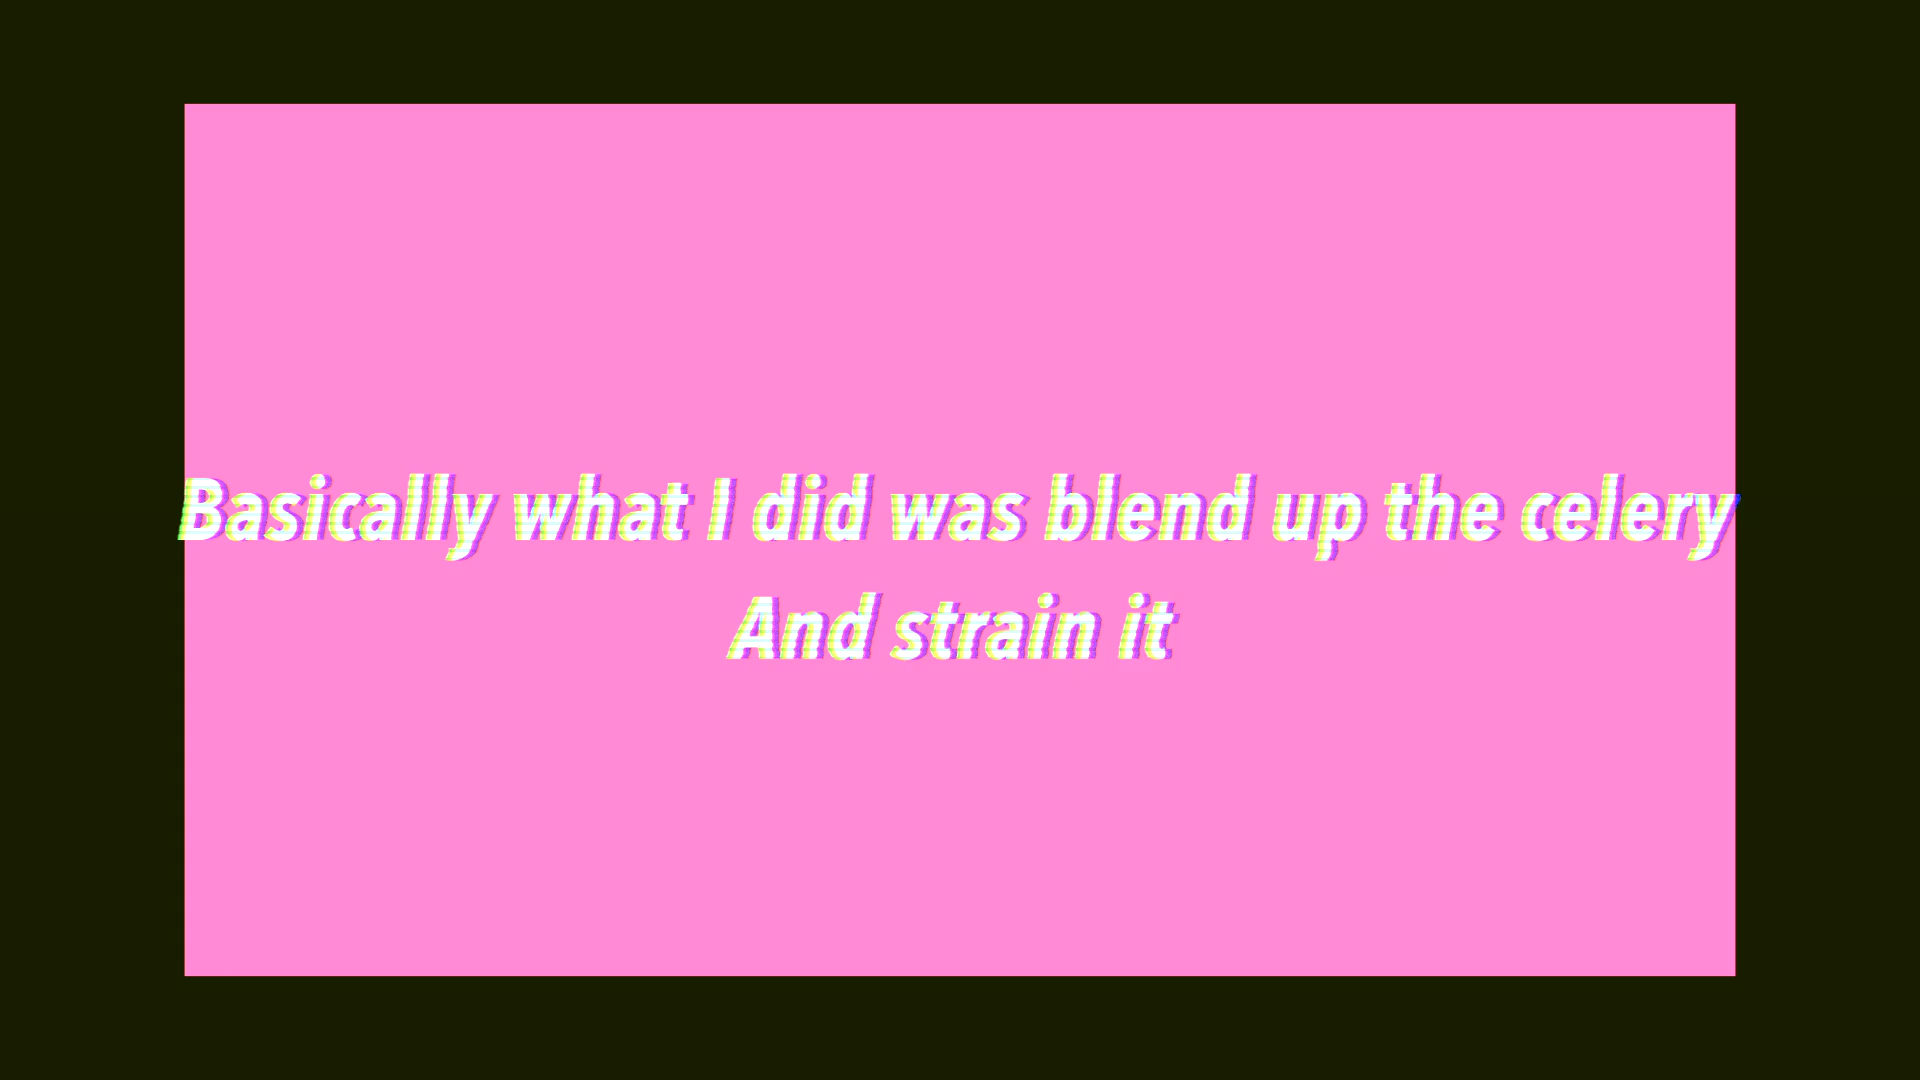 Basically what I did was blend up the celery
And strain it